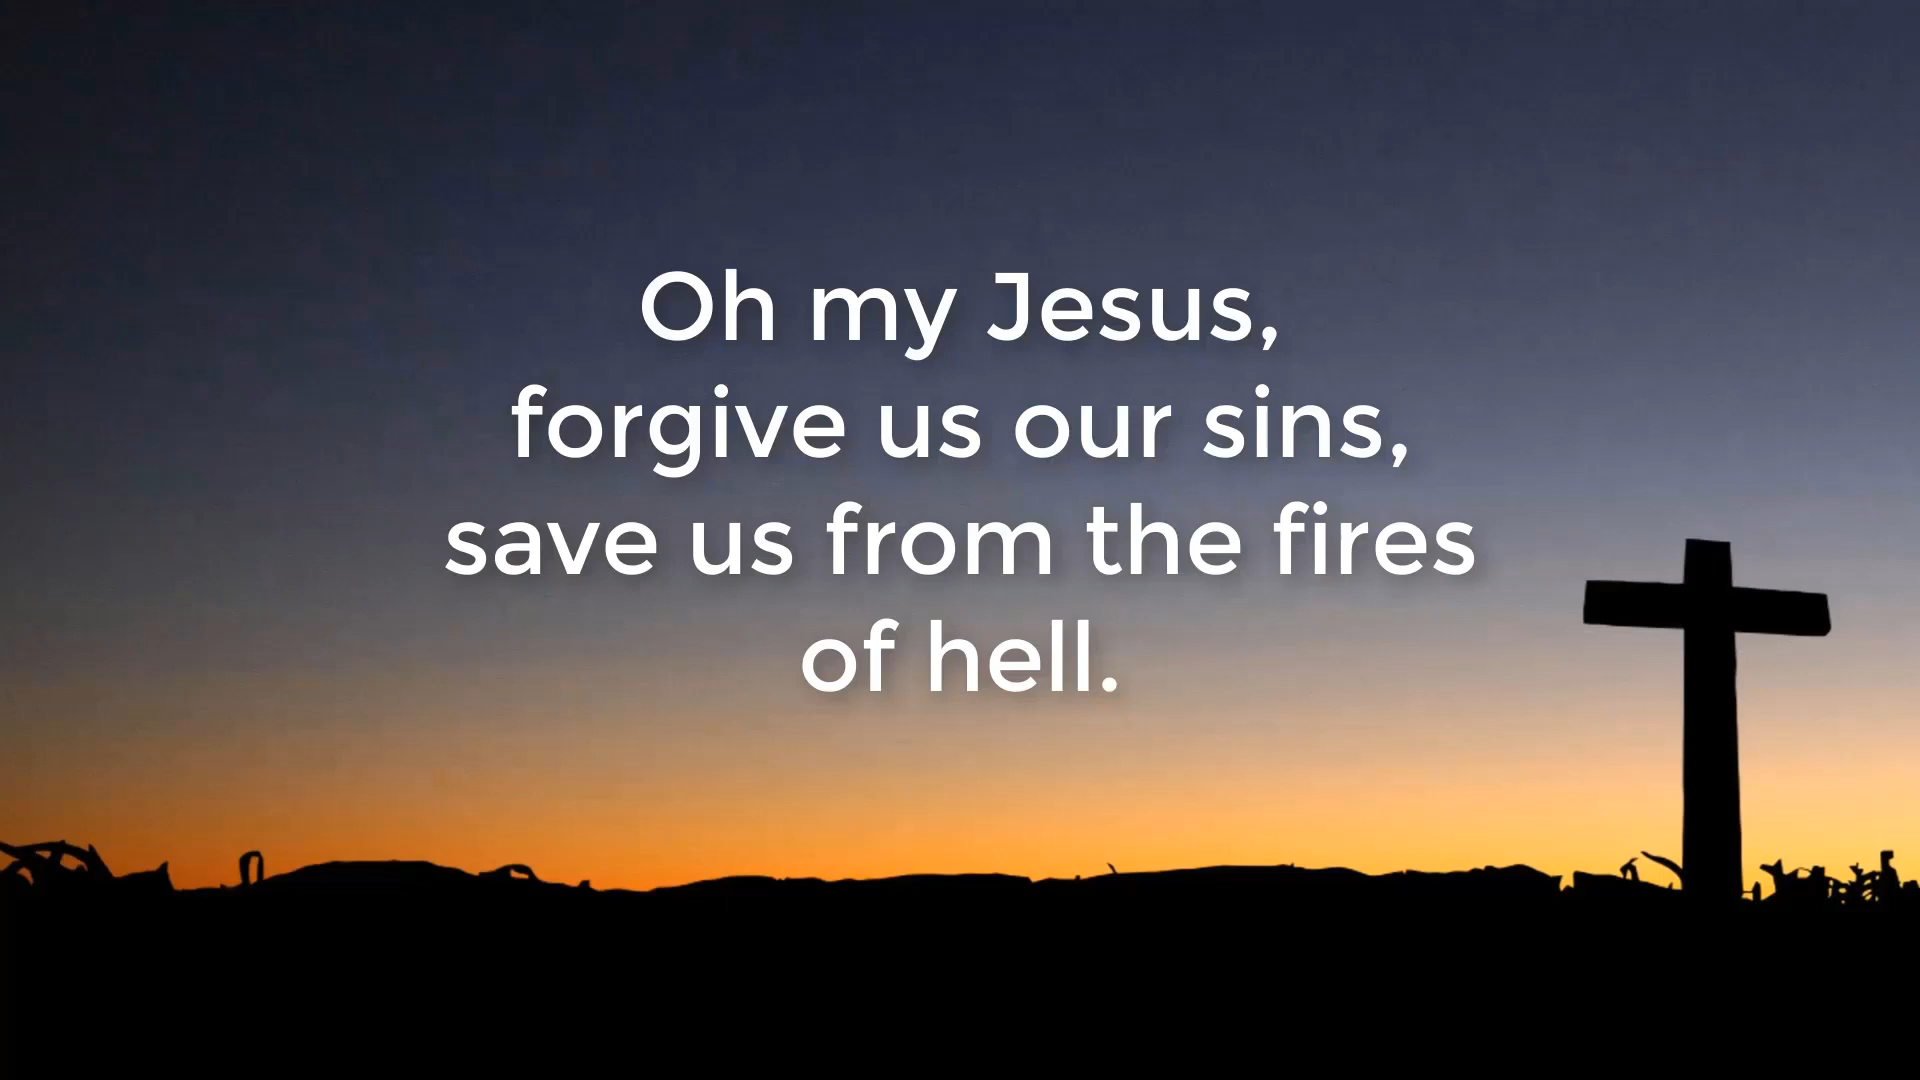 Oh my Jesus,
forgive us our sins,
save us from the fires
of hell.